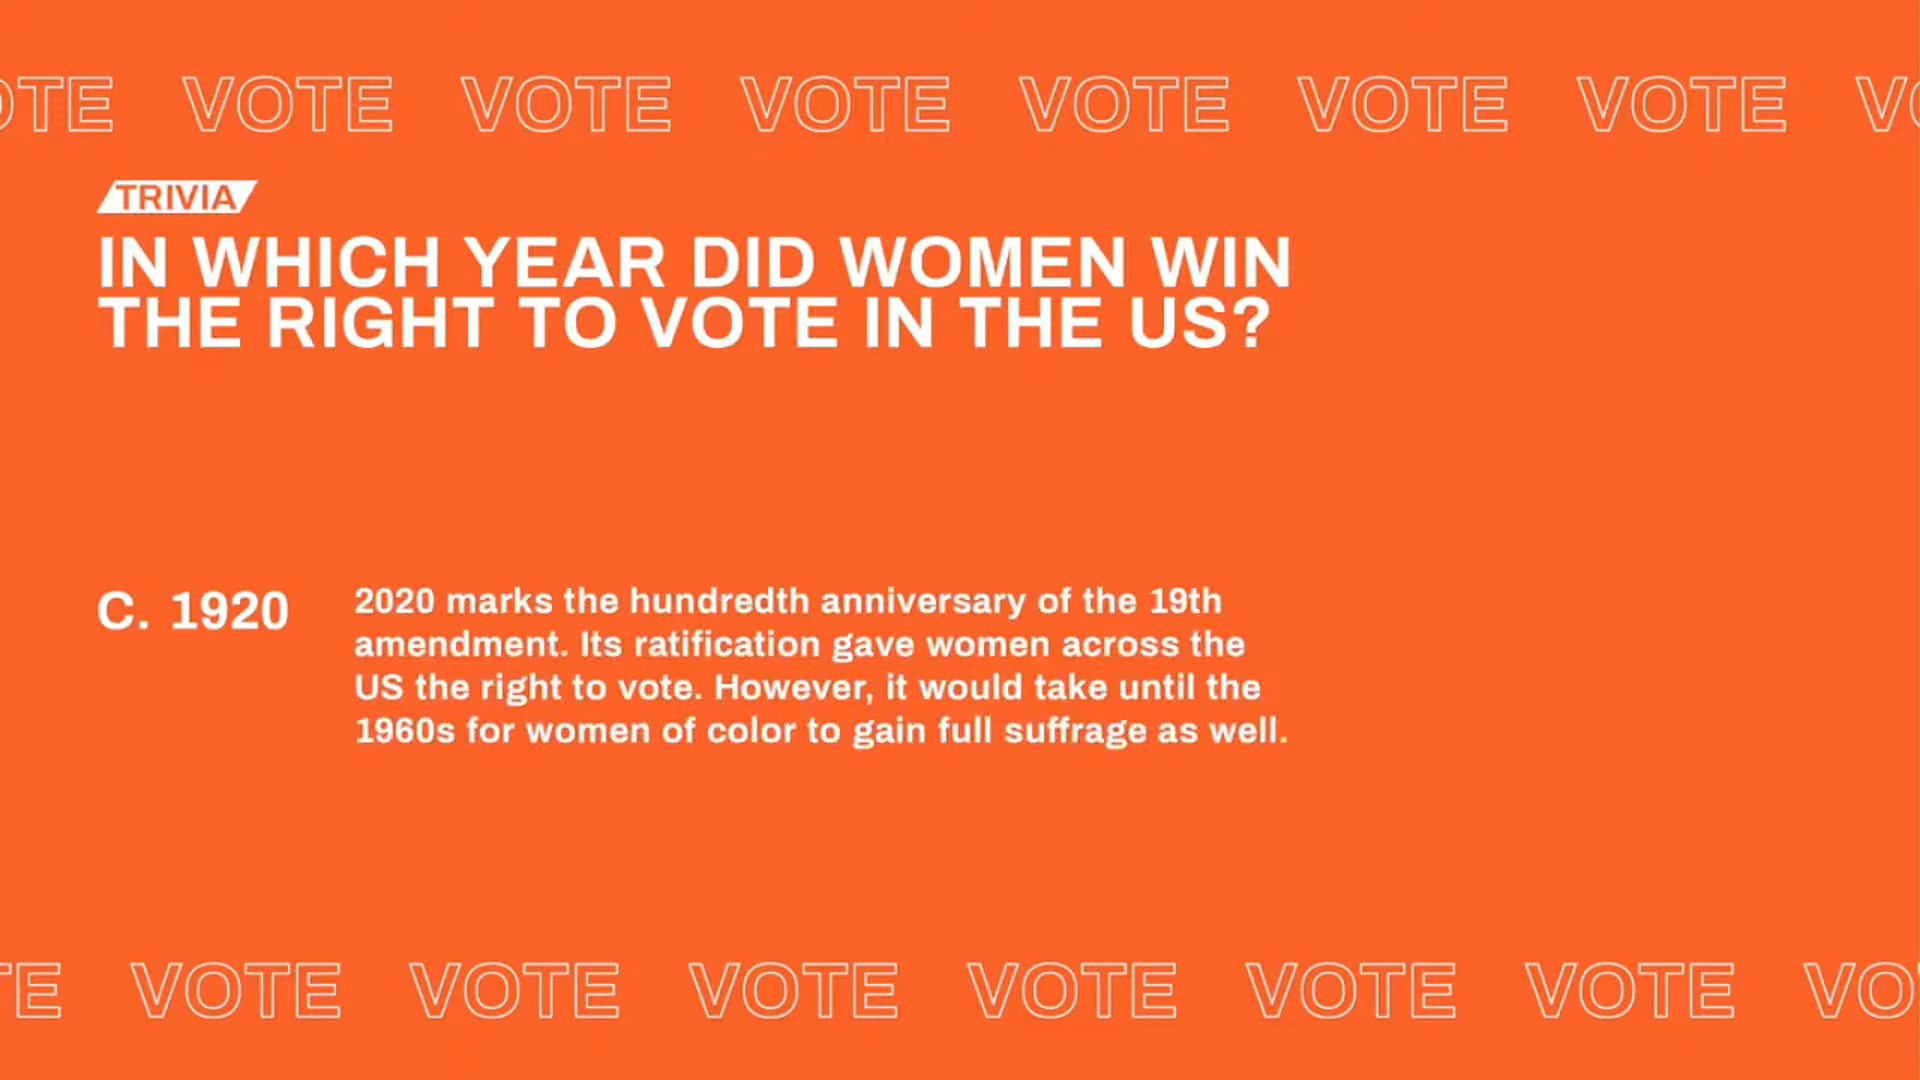 VOTE VOTE VOTE VOTE VOTE VOTE
TRIVIA
IN WHICH YEAR DID WOMEN WIN
THE RIGHT TO VOTE IN THE US?
C. 1920
2020 marks the hundredth anniversary of the 19th
amendment. Its ratification gave women across the
US the right to vote. However, it would take until the
1960s for women of color to gain full suffrage as well.
VOTE VOTE VOTE VOTE VOTE VOTE